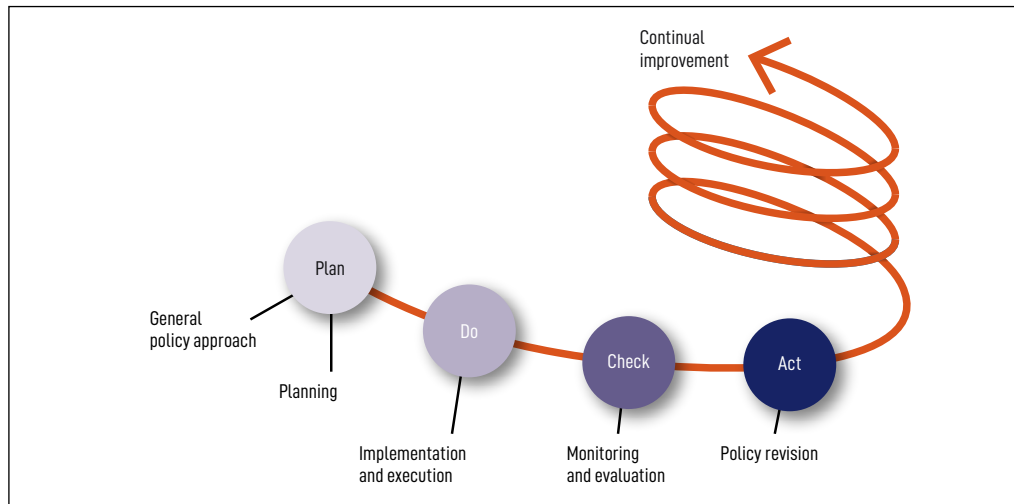 Continual
improvement
Plan
General
policy approach
Do
Planning
Check
Act
Implementation
and execution
Monitoring
and evaluation
Policy revision